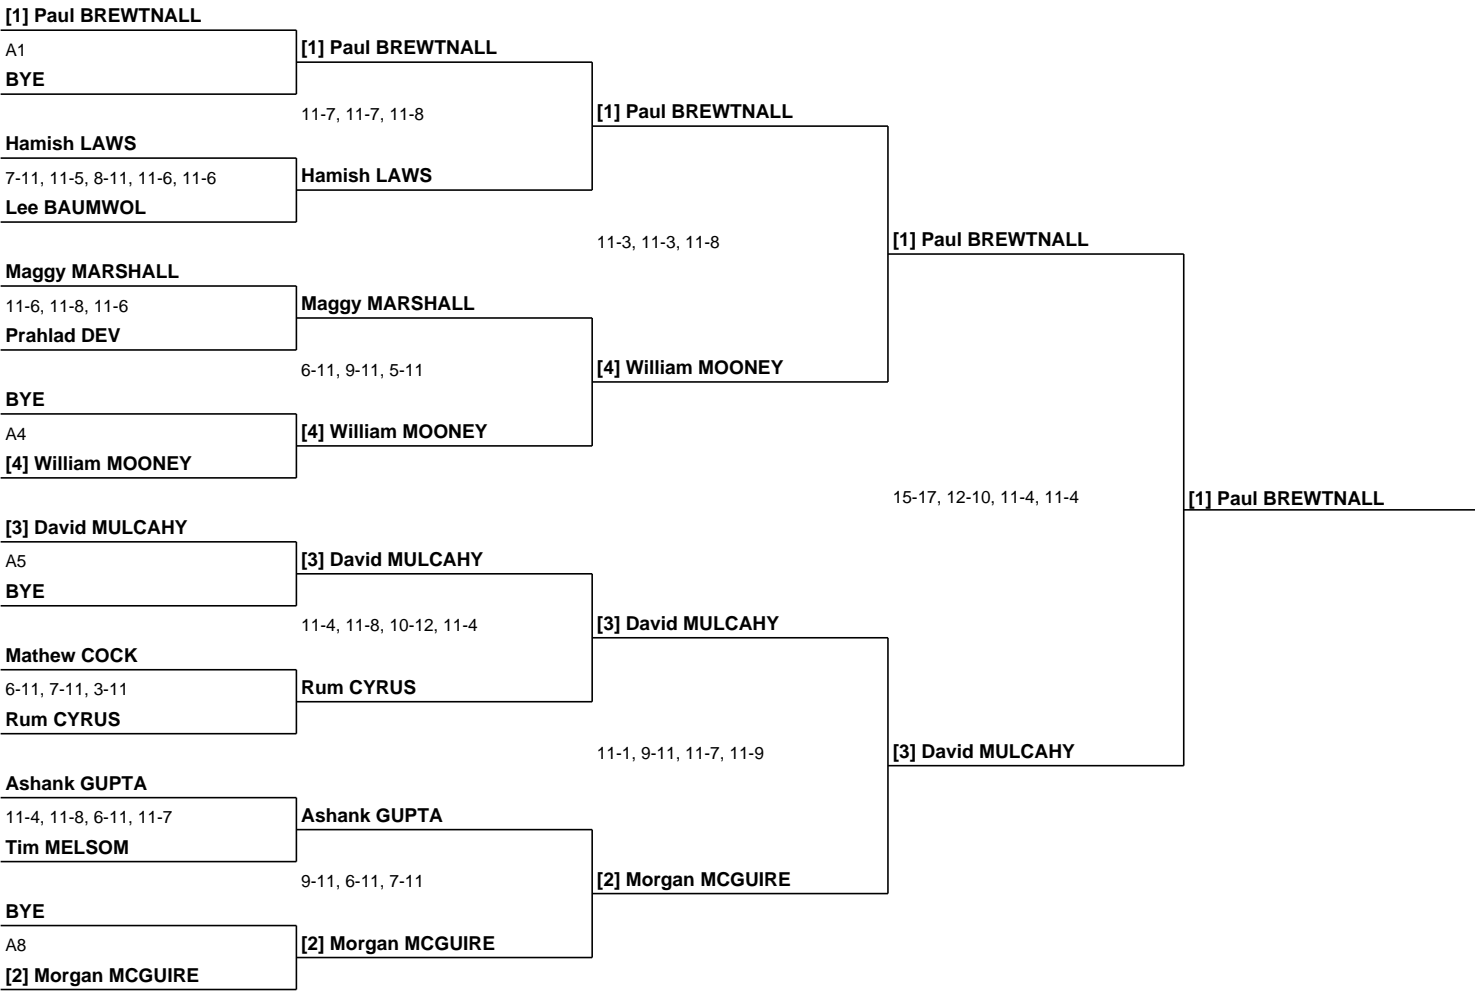 [1] Paul BREWTNALL
A1
BYE
Hamish LAWS
7-11, 11-5, 8-11, 11-6, 11-6
Lee BAUMWOL
Maggy MARSHALL
11-6, 11-8, 11-6
Prahlad DEV
BYE
A4
[4] William MOONEY
[3] David MULCAHY
A5
BYE
Mathew COCK
6-11, 7-11, 3-11
Rum CYRUS
Ashank GUPTA
11-4, 11-8, 6-11, 11-7
Tim MELSOM
BYE
A8
[2] Morgan MCGUIRE
[1] Paul BREWTNALL
11-7, 11-7, 11-8
Hamish LAWS
Maggy MARSHALL
6-11, 9-11, 5-11
[4] William MOONEY
[3] David MULCAHY
11-4, 11-8, 10-12, 11-4
Rum CYRUS
Ashank GUPTA
9-11, 6-11, 7-11
[2] Morgan MCGUIRE
[1] Paul BREWTNALL
11-3, 11-3, 11-8
[4] William MOONEY
[3] David MULCAHY
11-1, 9-11, 11-7, 11-9
[2] Morgan MCGUIRE
[1] Paul BREWTNALL
15-17, 12-10, 11-4, 11-4
[3] David MULCAHY
[1] Paul BREWTNALL